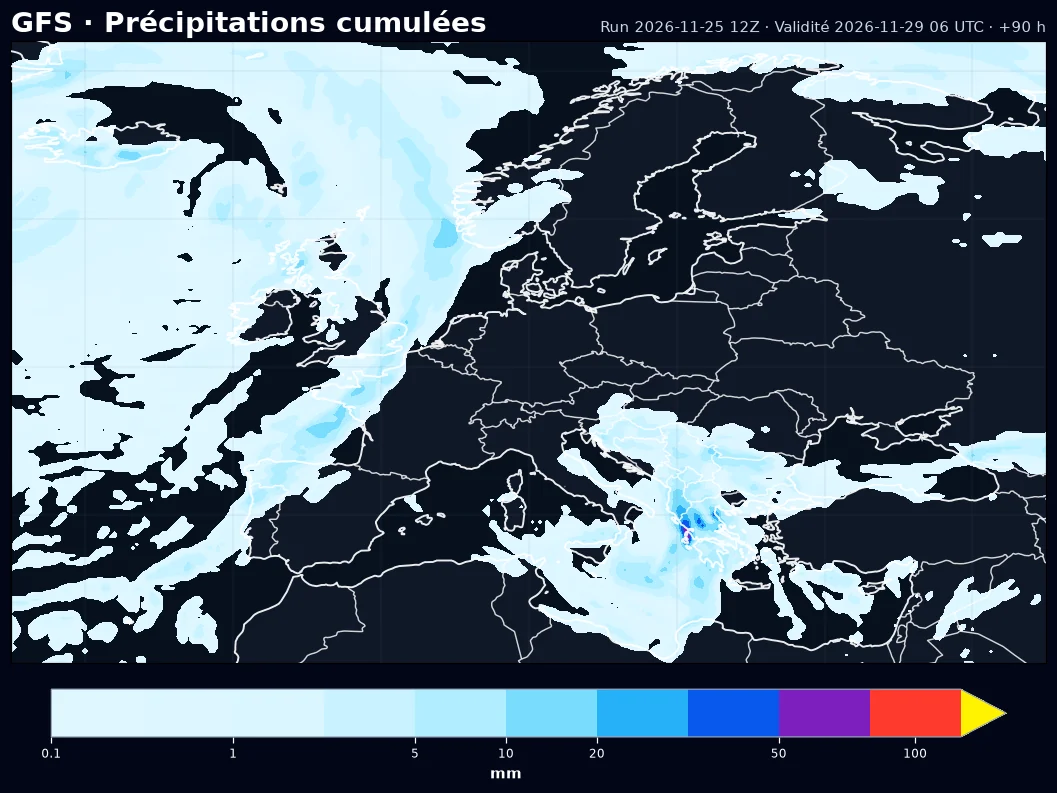 GFS · Précipitations cumulées
Run 2026-11-25 12Z · Validité 2026-11-29 06 UTC · +90 h
0.1 1 5 10 20 50 100
mm